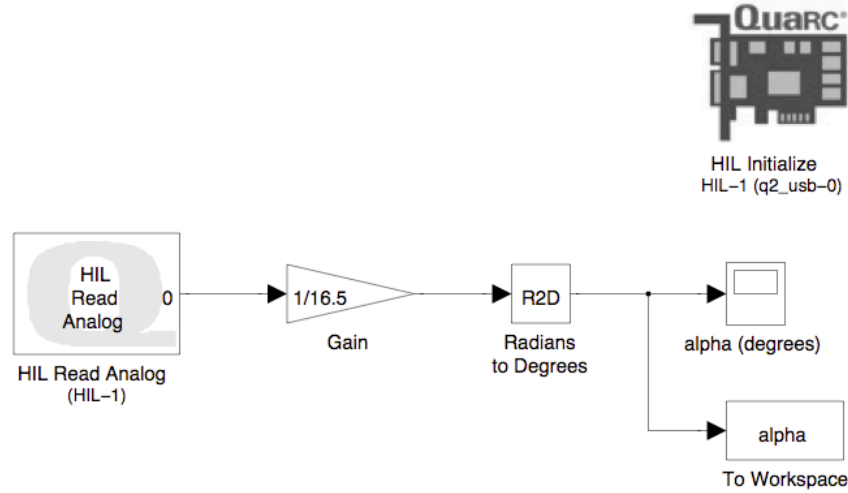 QUARC®
HIL Initialize
HIL−1 (q2_usb−0)
HIL
Read
Analog
0
HIL Read Analog
(HIL−1)
1/16.5
Gain
R2D
Radians
to Degrees
alpha (degrees)
alpha
To Workspace